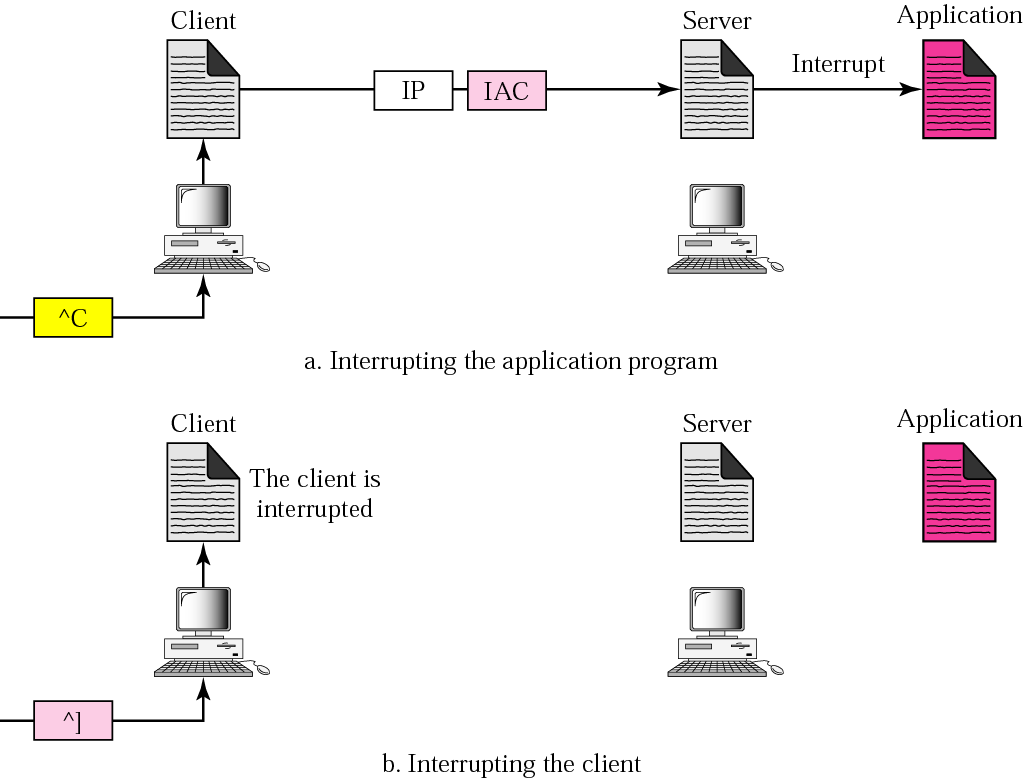 Client
Server
Application
Interrupt
IP
IAC
^C
a. Interrupting the application program
Client
Server
Application
The client is
interrupted
^]
b. Interrupting the client